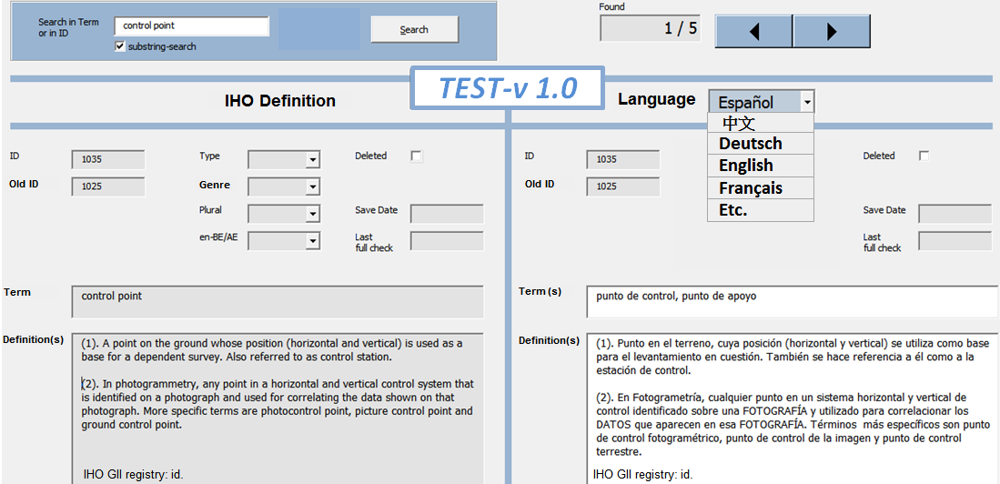 Search in Term
or in ID
control point
substring-search
Search
Found
1 / 5
TEST-v 1.0
IHO Definition
Language
Español
中文
Deutsch
English
Français
Etc.
ID
1035
Type
Deleted
Old ID
1025
Genre
Plural
Save Date
en-BE/AE
Last
full check
Term
control point
Definition(s)
(1). A point on the ground whose position (horizontal and vertical) is used as a
base for a dependent survey. Also referred to as control station.
(2). In photogrammetry, any point in a horizontal and vertical control system that
is identified on a photograph and used for correlating the data shown on that
photograph. More specific terms are photocontrol point, picture control point and
ground control point.
IHO GII registry: id.
ID
1035
Deleted
Old ID
1025
Save Date
Last
full check
Term(s)
punto de control, punto de apoyo
Definition(s)
(1). Punto en el terreno, cuya posición (horizontal y vertical) se utiliza como base
para el levantamiento en cuestión. También se hace referencia a él como a la
estación de control.
(2). En Fotogrametría, cualquier punto en un sistema horizontal y vertical de
control identificado sobre una FOTOGRAFÍA y utilizado para correlacionar los
DATOS que aparecen en esa FOTOGRAFÍA. Términos más específicos son punto
de control fotogramétrico, punto de control de la imagen y punto de control
terrestre.
IHO GII registry: id.